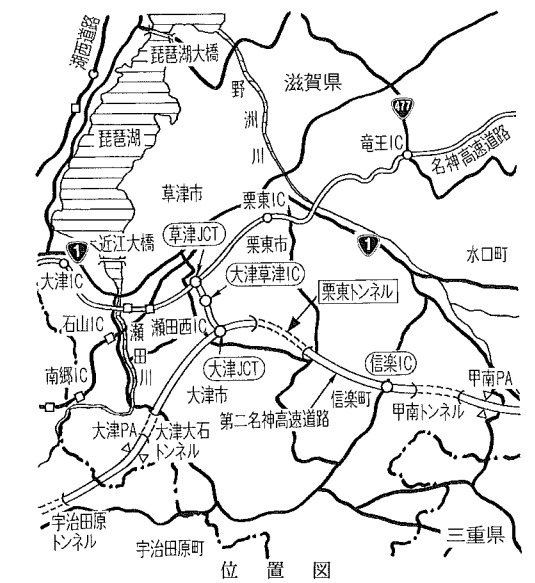 湖西道路
琵琶湖大橋
野洲川
滋賀県
477
竜王IC
名神高速道路
琵琶湖
草津市
栗東IC
1
近江大橋
草津JCT
栗東市
1
水口町
大津IC
大津草津IC
栗東トンネル
石山IC
瀬田西IC
瀬田川
大津JCT
信楽IC
甲南PA
南郷IC
大津市
信楽町
甲南トンネル
第二名神高速道路
大津PA
大津大石
トンネル
宇治田原
トンネル
宇治田原町
三重県
位置図